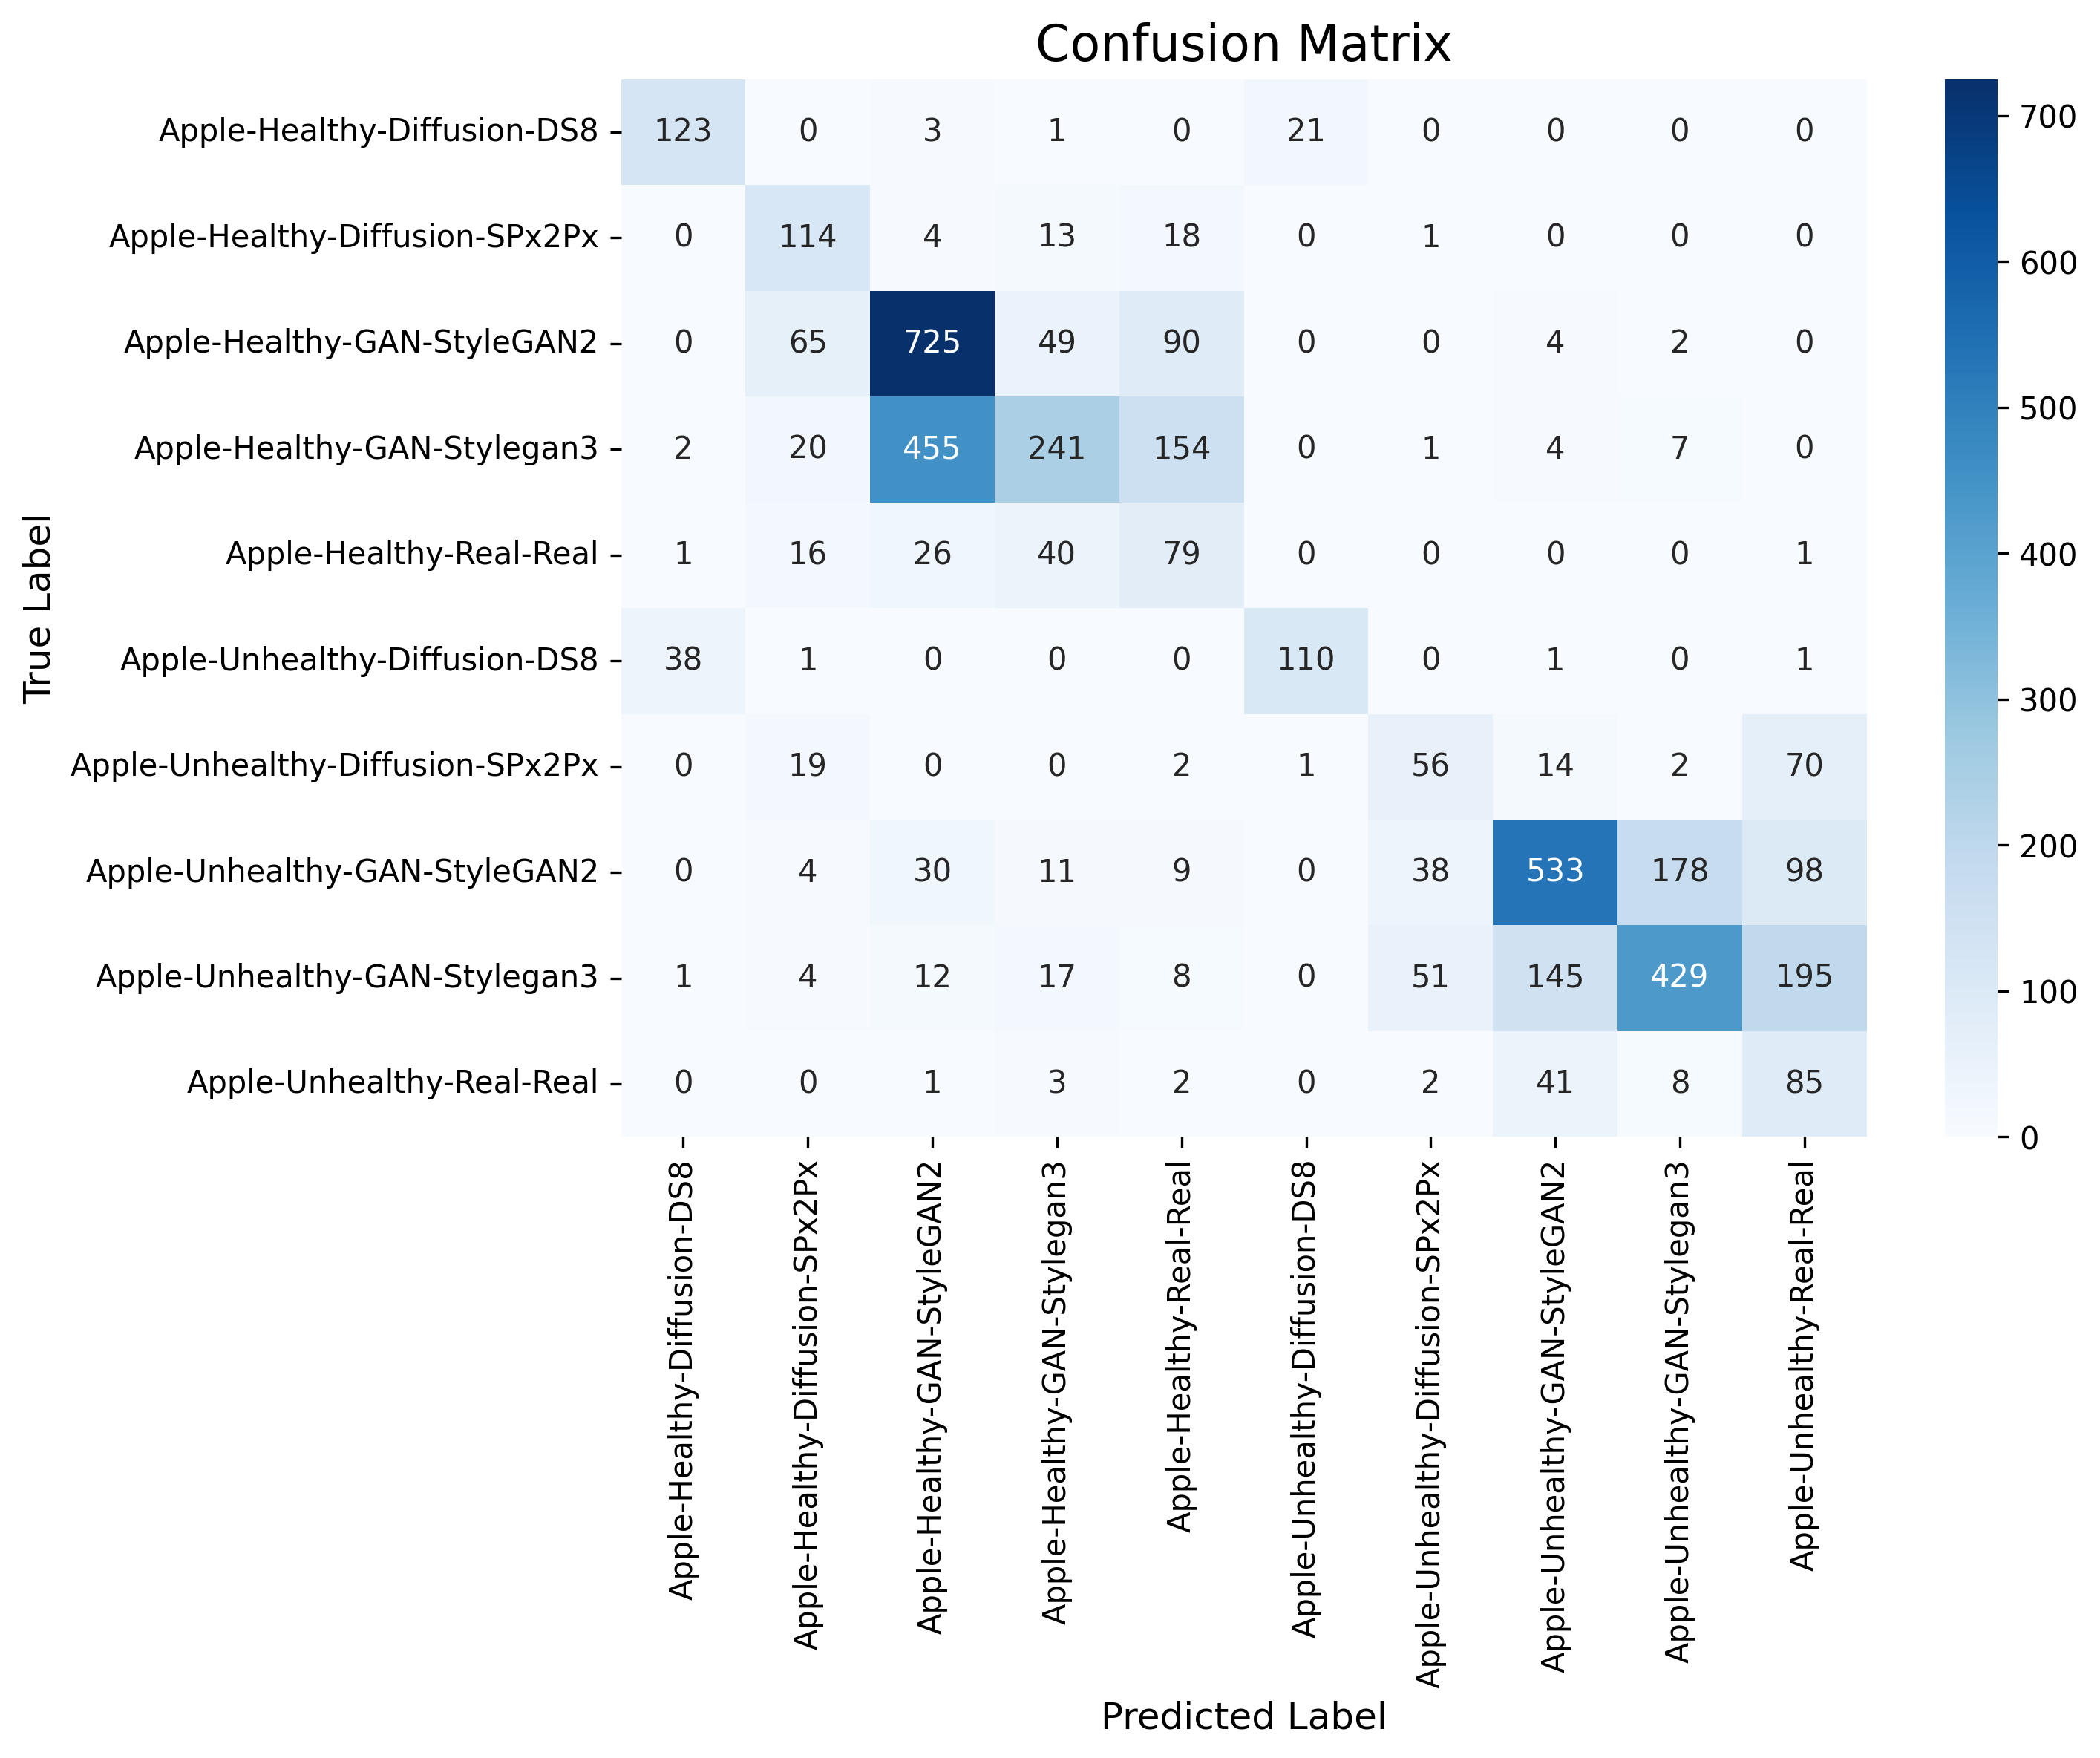 Confusion Matrix
True Label
Apple-Healthy-Diffusion-DS8 123 0 3 1 0 21 0 0 0 0
Apple-Healthy-Diffusion-SPx2Px 0 114 4 13 18 0 1 0 0 0
Apple-Healthy-GAN-StyleGAN2 0 65 725 49 90 0 0 4 2 0
Apple-Healthy-GAN-Stylegan3 2 20 455 241 154 0 1 4 7 0
Apple-Healthy-Real-Real 1 16 26 40 79 0 0 0 0 1
Apple-Unhealthy-Diffusion-DS8 38 1 0 0 0 110 0 1 0 1
Apple-Unhealthy-Diffusion-SPx2Px 0 19 0 0 2 1 56 14 2 70
Apple-Unhealthy-GAN-StyleGAN2 0 4 30 11 9 0 38 533 178 98
Apple-Unhealthy-GAN-Stylegan3 1 4 12 17 8 0 51 145 429 195
Apple-Unhealthy-Real-Real 0 0 1 3 2 0 2 41 8 85
Apple-Healthy-Diffusion-DS8
Apple-Healthy-Diffusion-SPx2Px
Apple-Healthy-GAN-StyleGAN2
Apple-Healthy-GAN-Stylegan3
Apple-Healthy-Real-Real
Apple-Unhealthy-Diffusion-DS8
Apple-Unhealthy-Diffusion-SPx2Px
Apple-Unhealthy-GAN-StyleGAN2
Apple-Unhealthy-GAN-Stylegan3
Apple-Unhealthy-Real-Real
Predicted Label
700
600
500
400
300
200
100
0